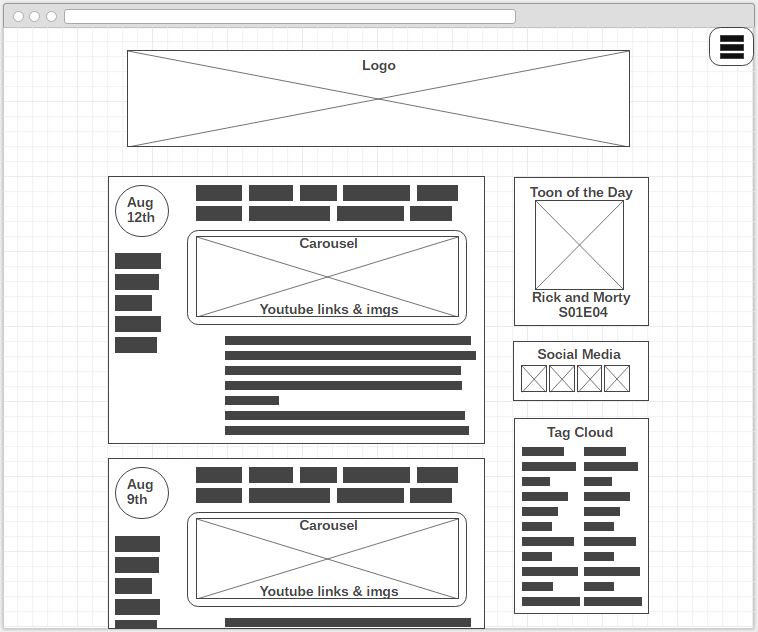 Logo
Aug
12th
Carousel
Youtube links & imgs
Toon of the Day
Rick and Morty
S01E04
Social Media
Tag Cloud
Aug
9th
Carousel
Youtube links & imgs